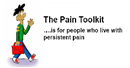 The Pain Toolkit
....is for people who live with
persistent pain